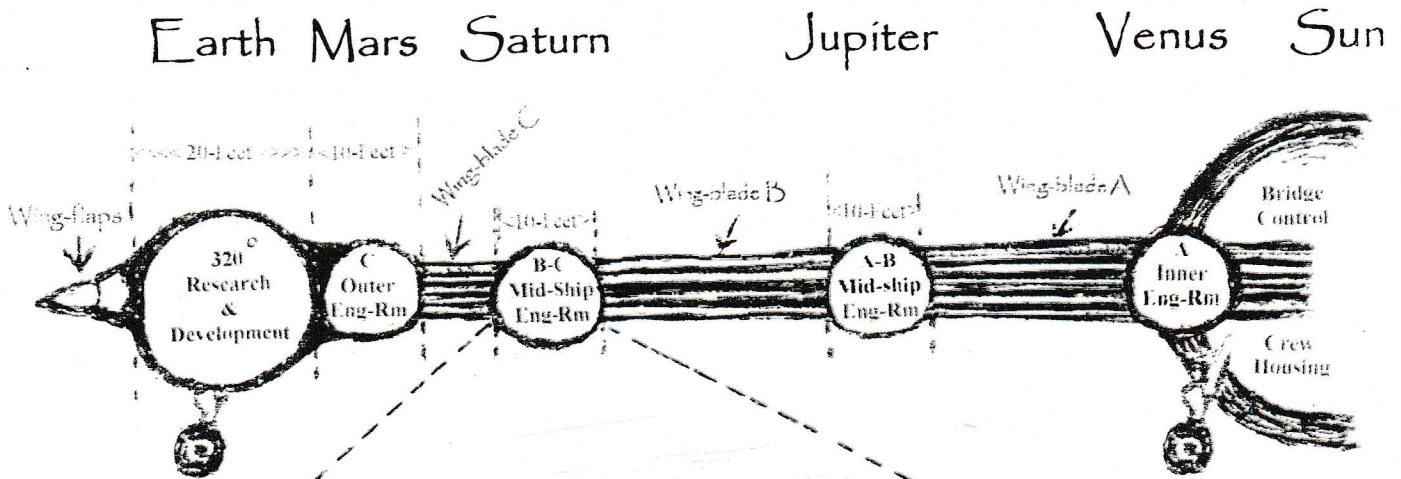 Earth Mars Saturn Jupiter Venus Sun
<<<< 20-Feet >>>>
<10-Feet>
Wing-blade C
Wing-blade B
Wing-blade A
<10-Feet>
<10-Feet>
Wing-flaps
320°
Research
&
Development
C
Outer
Eng-Rm
B-C
Mid-Ship
Eng-Rm
A-B
Mid-ship
Eng-Rm
A
Inner
Eng-Rm
Bridge
Control
Crew
Housing